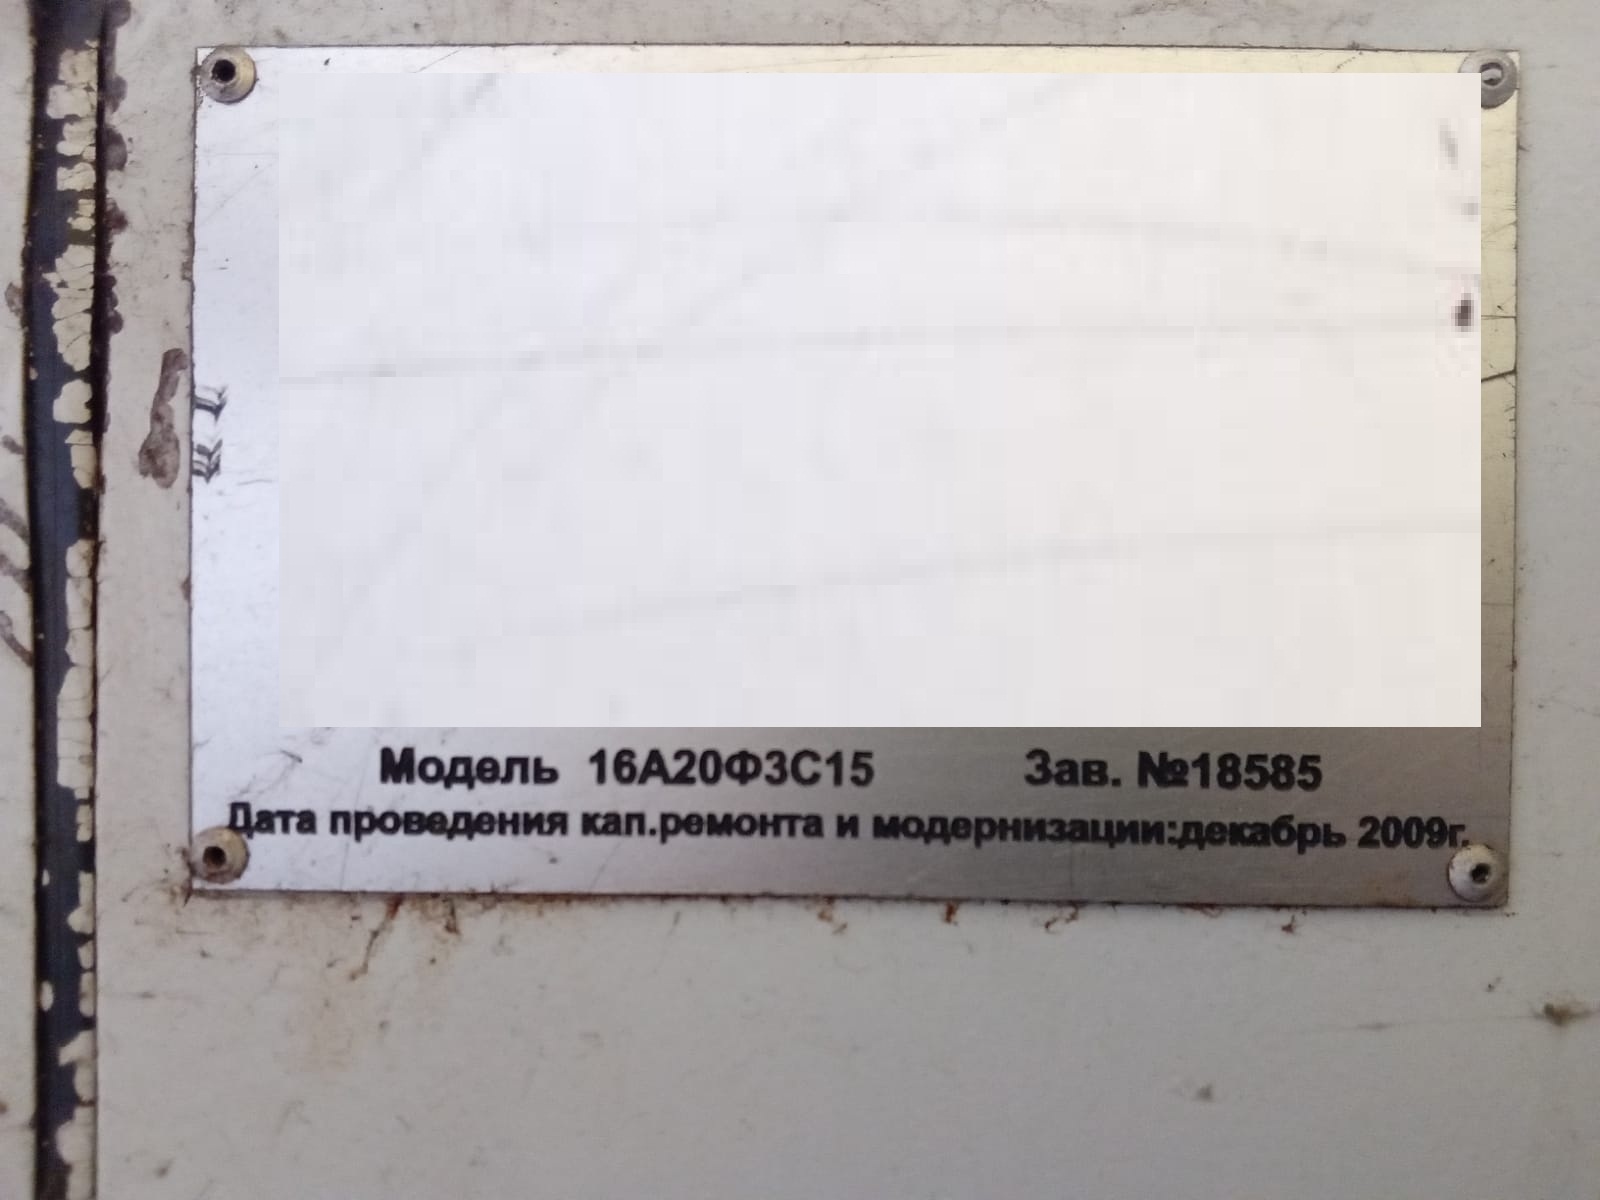 Модель 16А20Ф3С15 Зав. №18585
Дата проведения кап.ремонта и модернизации:декабрь 2009г.